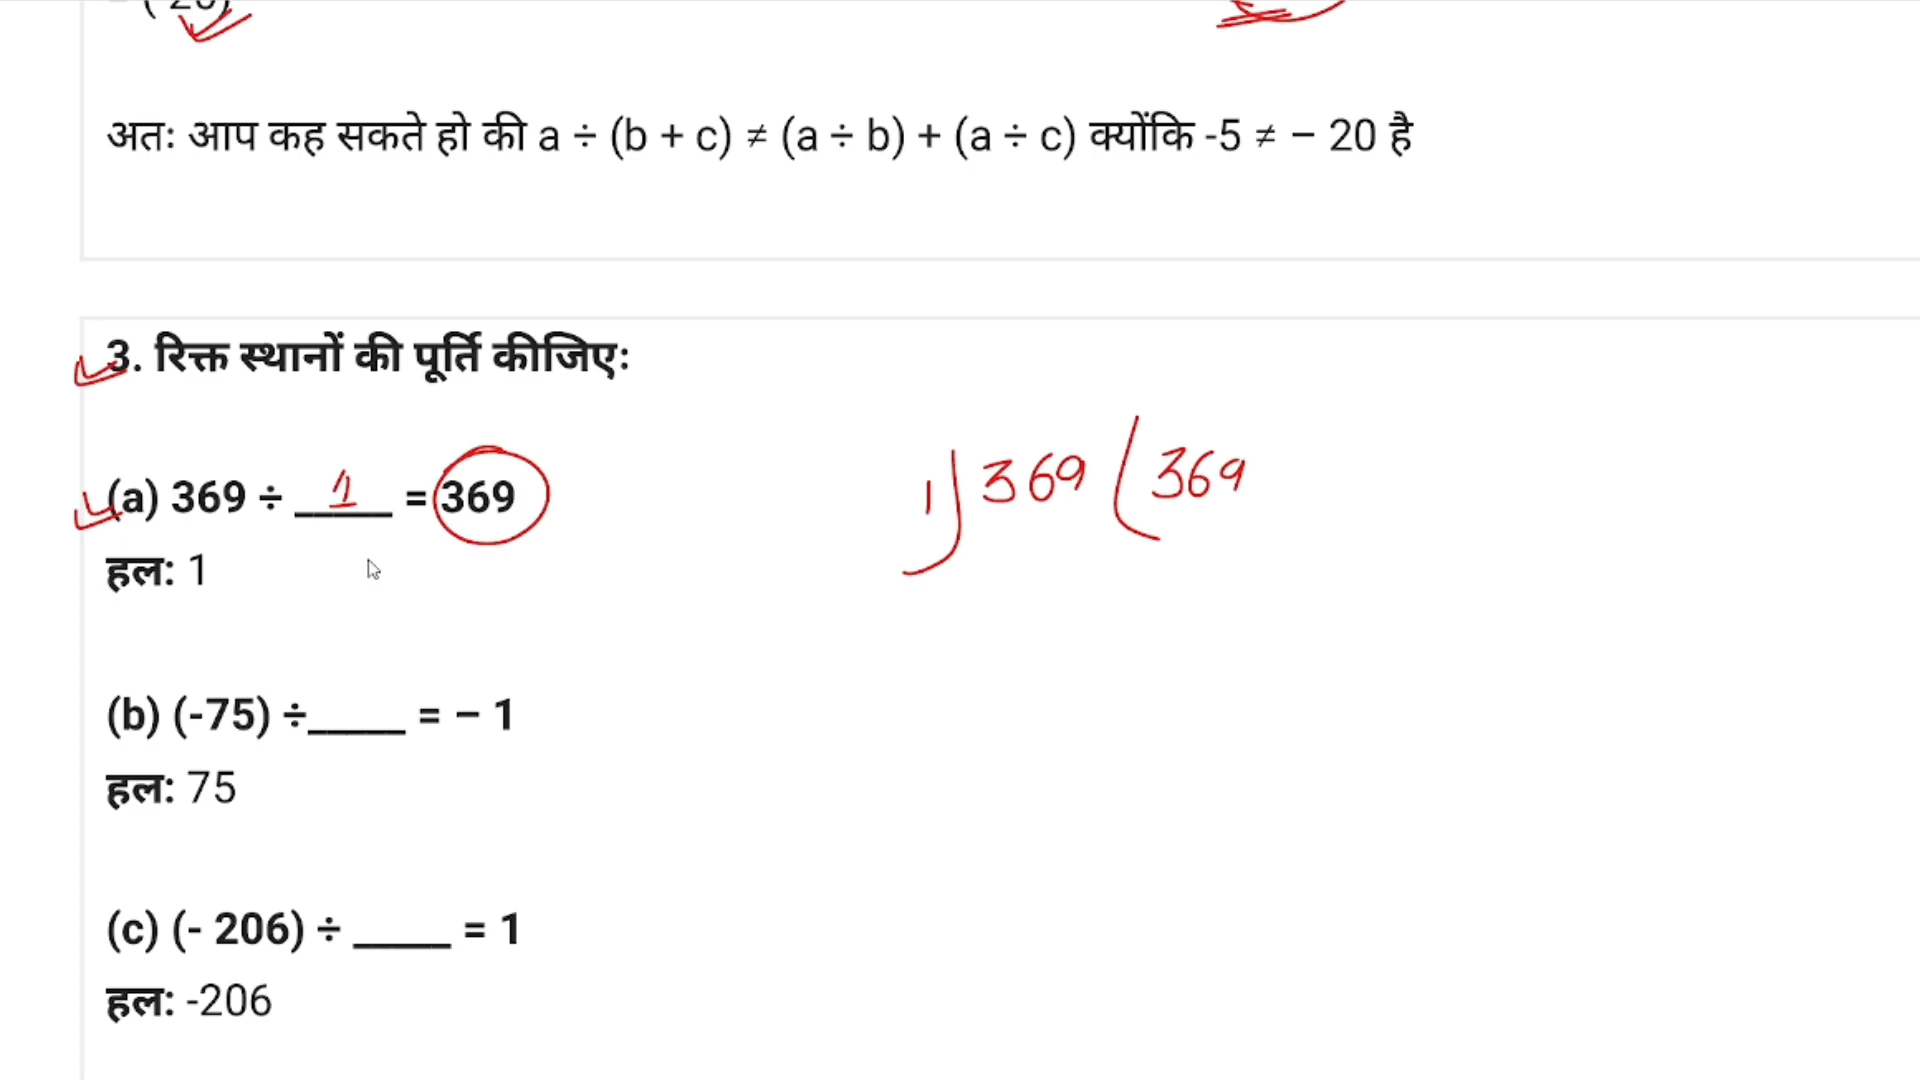 अतः आप कह सकते हो की a ÷ (b + c) ≠ (a ÷ b) + (a ÷ c) क्योंकि -5 ≠ – 20 है
3. रिक्त स्थानों की पूर्ति कीजिएः
(a) 369 ÷ __1__ = 369
1) 369 ( 369
हल: 1
(b) (-75) ÷_____ = – 1
हल: 75
(c) (- 206) ÷ _____ = 1
हल: -206